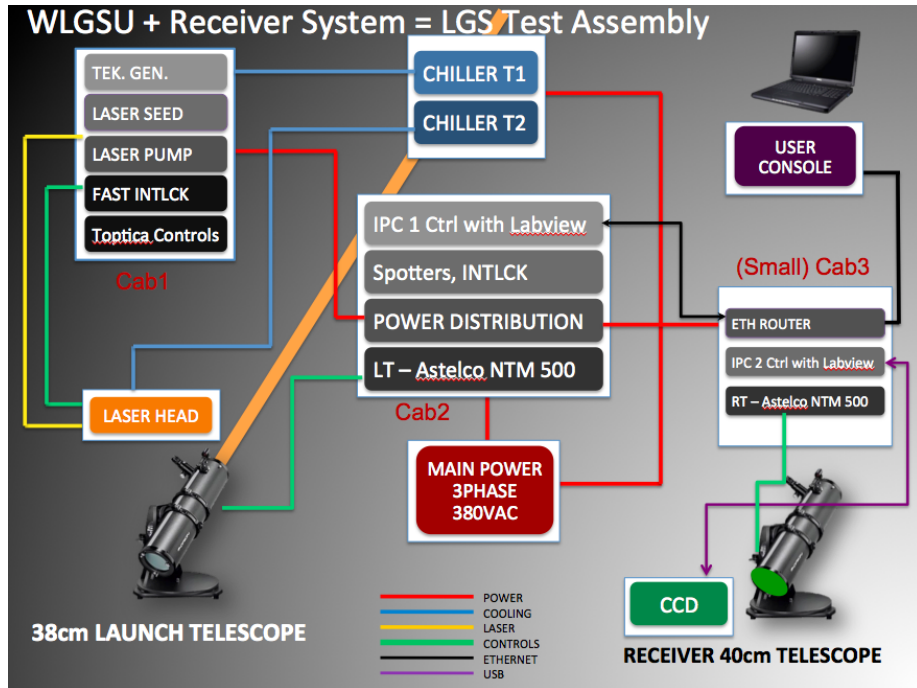 WLGSU + Receiver System = LGS Test Assembly
TEK. GEN.
LASER SEED
LASER PUMP
FAST INTLCK
Toptica Controls
Cab1
CHILLER T1
CHILLER T2
USER
CONSOLE
IPC 1 Ctrl with Labview
Spotters, INTLCK
POWER DISTRIBUTION
LT – Astelco NTM 500
Cab2
(Small) Cab3
ETH ROUTER
IPC 2 Ctrl with Labview
RT – Astelco NTM 500
LASER HEAD
MAIN POWER
3PHASE
380VAC
CCD
38cm LAUNCH TELESCOPE
RECEIVER 40cm TELESCOPE
POWER
COOLING
LASER
CONTROLS
ETHERNET
USB